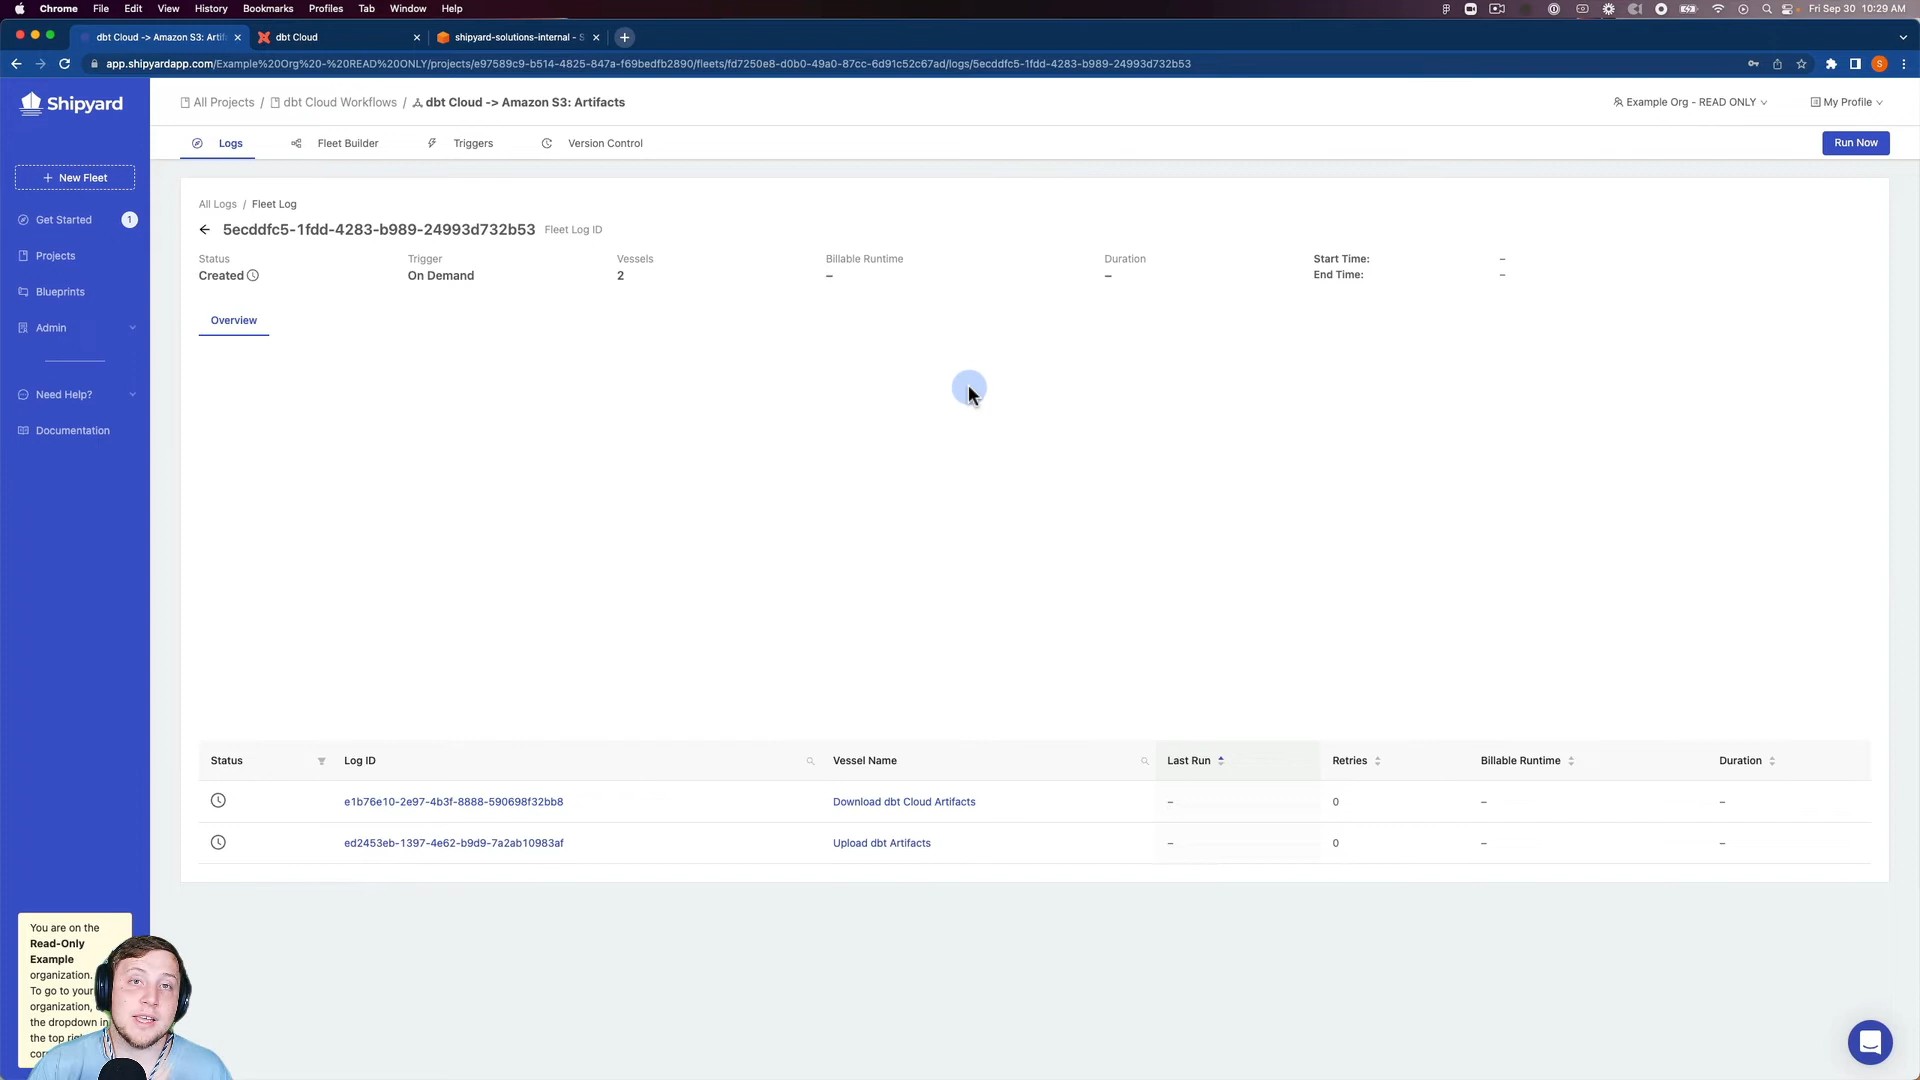 Chrome File Edit View History Bookmarks Profiles Tab Window Help Fri Sep 30 10:29 AM
dbt Cloud -> Amazon S3: Artif
dbt Cloud
shipyard-solutions-internal - S
app.shipyardapp.com/Example%20Org%20-%20READ%20ONLY/projects/e97589c9-b514-4825-847a-f69bedfb2890/fleets/fd7250e8-d0b0-49a0-87cc-6d91c52c67ad/logs/5ecddfc5-1fdd-4283-b989-24993d732b53
S
Shipyard
All Projects / dbt Cloud Workflows / dbt Cloud -> Amazon S3: Artifacts
Example Org - READ ONLY
My Profile
Logs
Fleet Builder
Triggers
Version Control
Run Now
+ New Fleet
Get Started 1
Projects
Blueprints
Admin
Need Help?
Documentation
All Logs / Fleet Log
5ecddfc5-1fdd-4283-b989-24993d732b53 Fleet Log ID
Status Trigger Vessels Billable Runtime Duration Start Time: –
Created On Demand 2 – – End Time: –
Overview
Status Log ID Vessel Name Last Run Retries Billable Runtime Duration
e1b76e10-2e97-4b3f-8888-590698f32bb8 Download dbt Cloud Artifacts – 0 – –
ed2453eb-1397-4e62-b9d9-7a2ab10983af Upload dbt Artifacts – 0 – –
You are on the
Read-Only
Example
organization.
To go to your
organization,
the dropdown in
the top